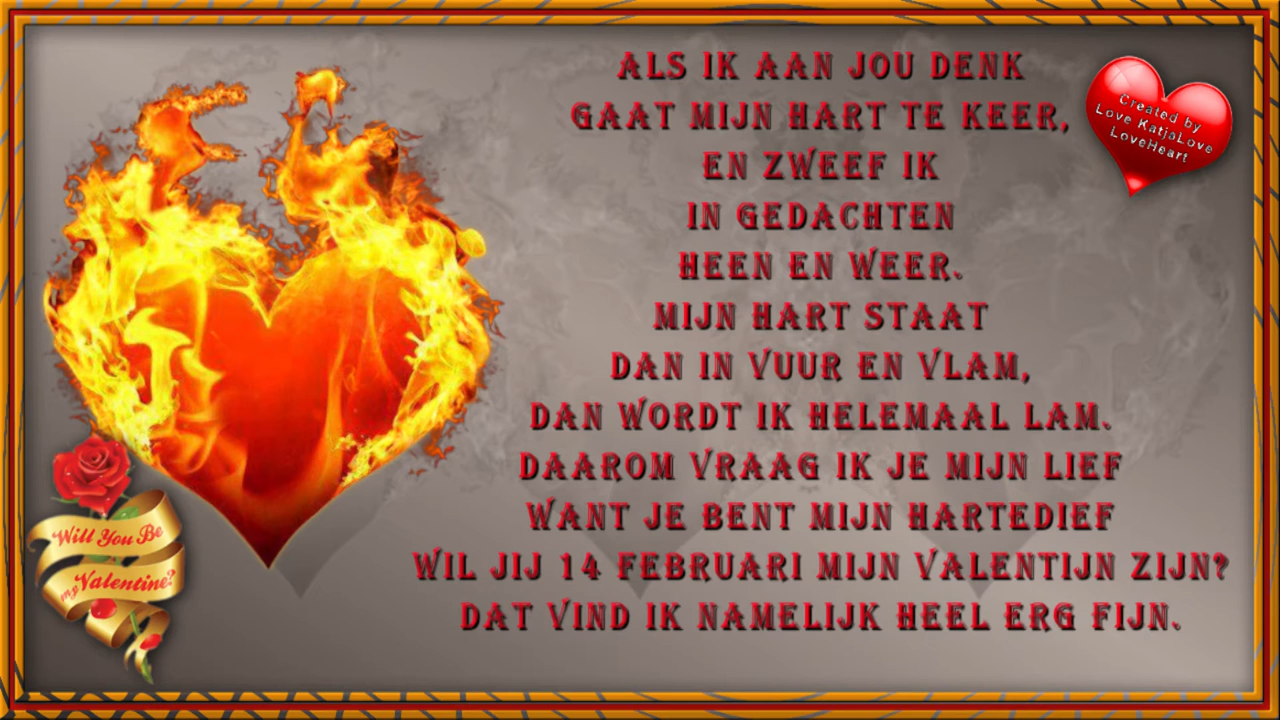 ALS IK AAN JOU DENK
GAAT MIJN HART TE KEER,
EN ZWEEF IK
IN GEDACHTEN
HEEN EN WEER.
MIJN HART STAAT
DAN IN VUUR EN VLAM,
DAN WORDT IK HELEMAAL LAM.
DAAROM VRAAG IK JE MIJN LIEF
WANT JE BENT MIJN HARTEDIEF
WIL JIJ 14 FEBRUARI MIJN VALENTIJN ZIJN?
DAT VIND IK NAMELIJK HEEL ERG FIJN.
Created by
Love KatjaLove
LoveHeart
Will You Be
my Valentine?